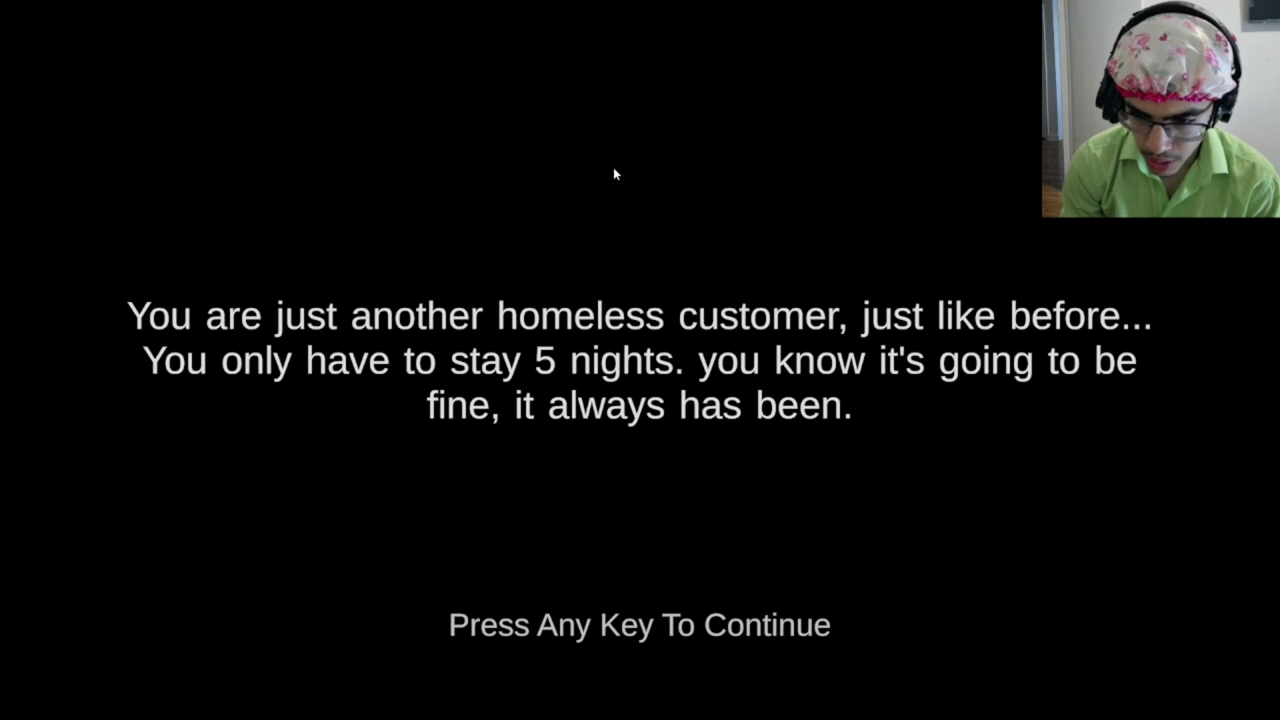 You are just another homeless customer, just like before...
You only have to stay 5 nights. you know it's going to be
fine, it always has been.
Press Any Key To Continue